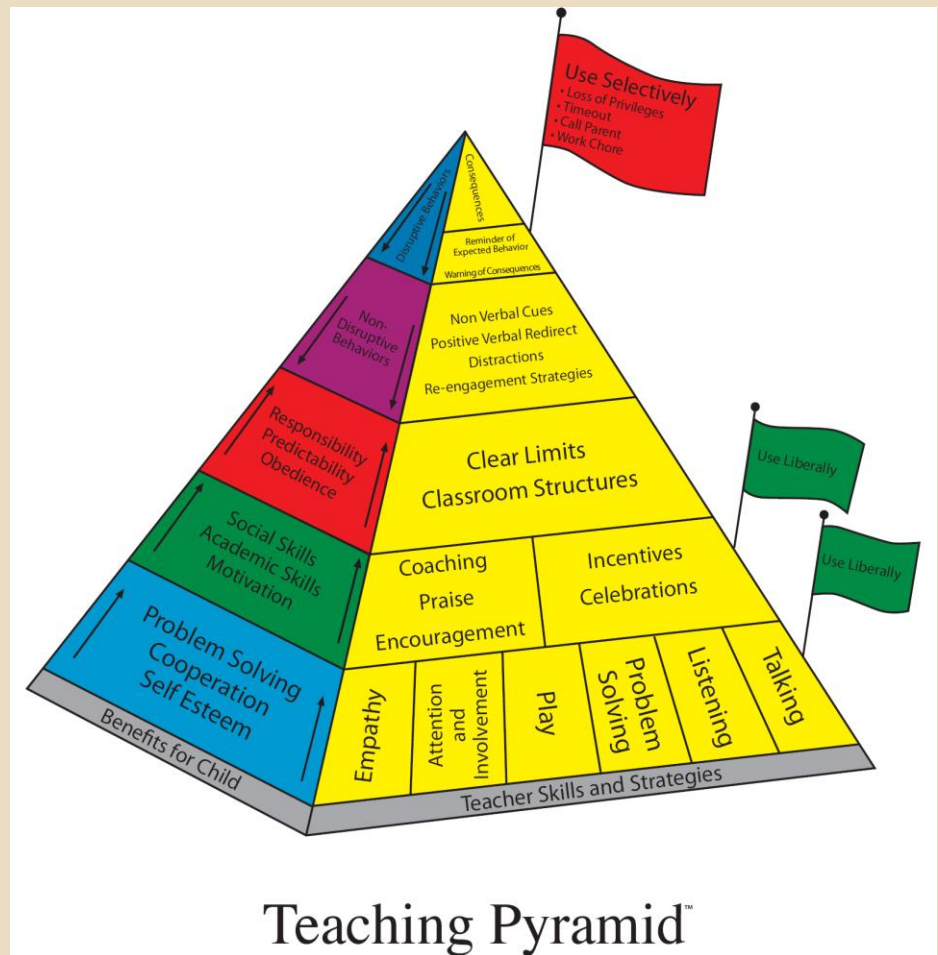 Use Selectively
• Loss of Privileges
• Timeout
• Call Parent
• Work Chore
Disruptive Behaviors
Consequences
Reminder of
Expected Behavior
Warning of Consequences
Non-
Disruptive
Behaviors
Non Verbal Cues
Positive Verbal Redirect
Distractions
Re-engagement Strategies
Responsibility
Predictability
Obedience
Clear Limits
Classroom Structures
Use Liberally
Social Skills
Academic Skills
Motivation
Coaching
Praise
Encouragement
Incentives
Celebrations
Use Liberally
Problem Solving
Cooperation
Self Esteem
Empathy
Attention
and
Involvement
Play
Problem
Solving
Listening
Talking
Benefits for Child
Teacher Skills and Strategies
Teaching Pyramid™